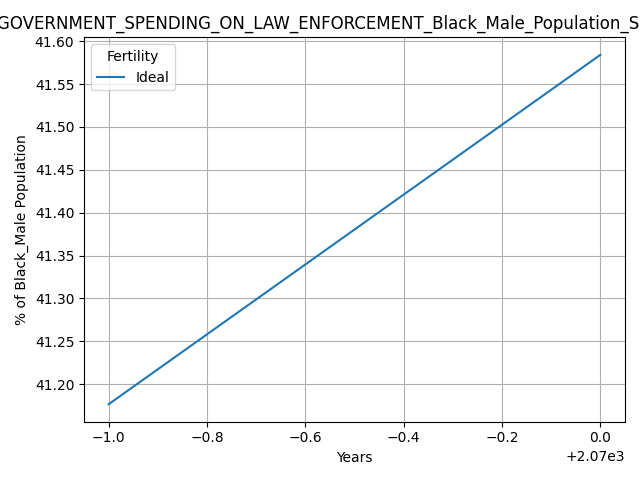 GOVERNMENT_SPENDING_ON_LAW_ENFORCEMENT_Black_Male_Population_S
41.60
41.55
41.50
41.45
41.40
41.35
41.30
41.25
41.20
% of Black_Male Population
Fertility
Ideal
−1.0 −0.8 −0.6 −0.4 −0.2 0.0
Years
+2.07e3